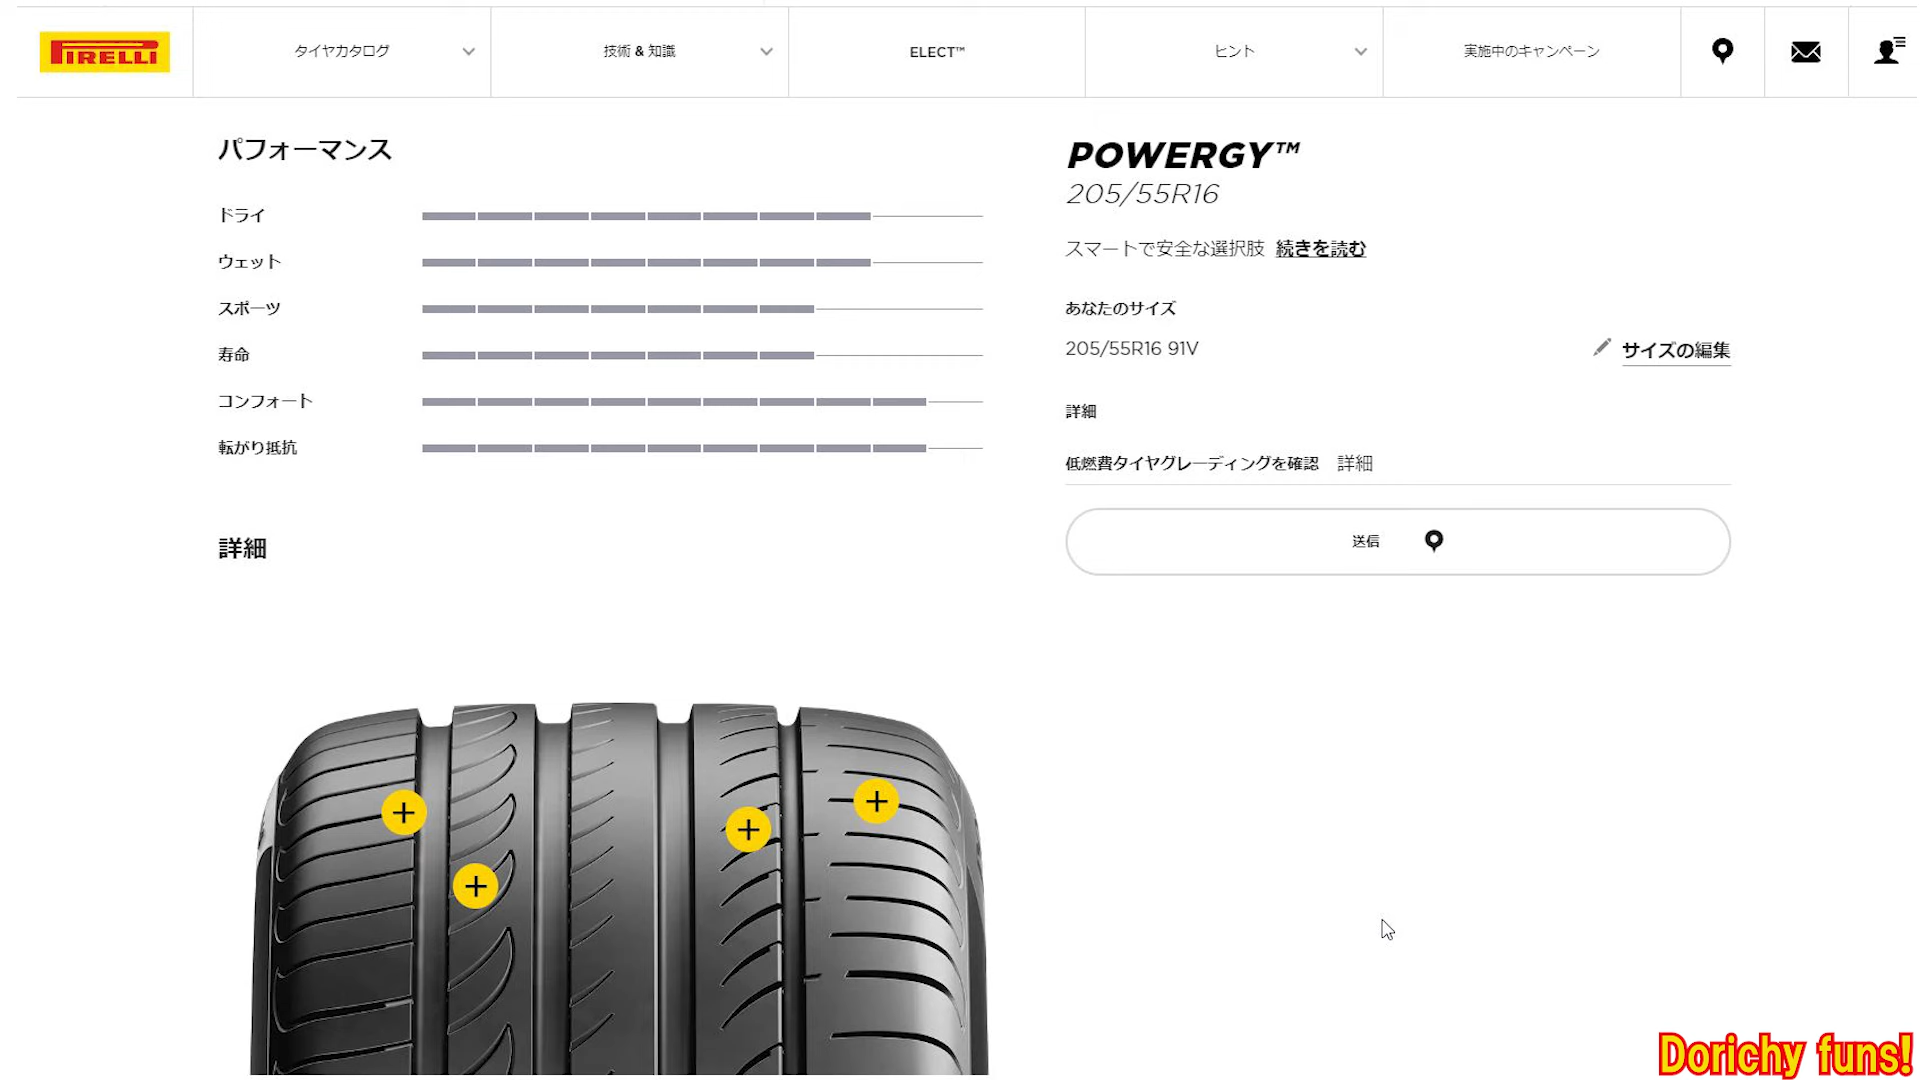 PIRELLI
タイヤカタログ
技術 & 知識
ELECT™
ヒント
実施中のキャンペーン
パフォーマンス
ドライ
ウェット
スポーツ
寿命
コンフォート
転がり抵抗
詳細
POWERGY™
205/55R16
スマートで安全な選択肢 続きを読む
あなたのサイズ
205/55R16 91V
サイズの編集
詳細
低燃費タイヤグレーディングを確認 詳細
送信
Dorichy funs!